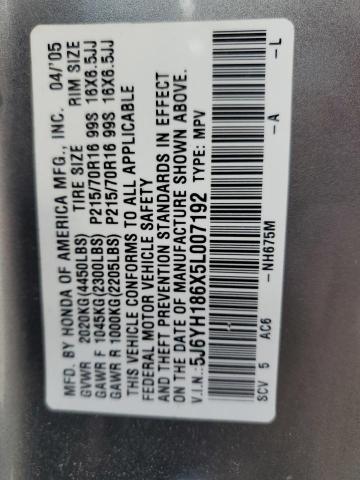 MFD. BY HONDA OF AMERICA MFG., INC. 04/'05
GVWR 2020KG(4450LBS) TIRE SIZE RIM SIZE
GAWR F 1045KG(2300LBS) P215/70R16 99S 16X6.5JJ
GAWR R 1000KG(2205LBS) P215/70R16 99S 16X6.5JJ
THIS VEHICLE CONFORMS TO ALL APPLICABLE
FEDERAL MOTOR VEHICLE SAFETY
AND THEFT PREVENTION STANDARDS IN EFFECT
ON THE DATE OF MANUFACTURE SHOWN ABOVE.
V.I.N.: 5J6YH186X5L007192 TYPE: MPV
SCV 5 AC6 -NH675M -A -L